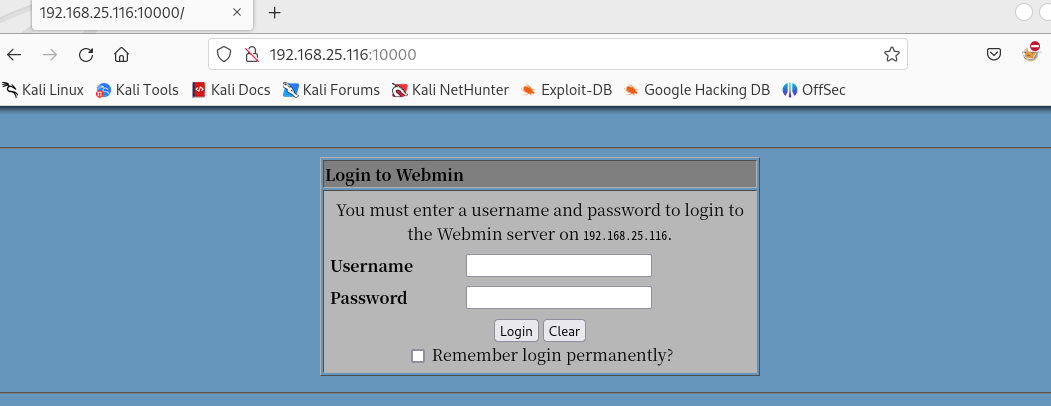 192.168.25.116:10000/
192.168.25.116:10000
Kali Linux Kali Tools Kali Docs Kali Forums Kali NetHunter Exploit-DB Google Hacking DB OffSec
Login to Webmin
You must enter a username and password to login to
the Webmin server on 192.168.25.116.
Username
Password
Login Clear
Remember login permanently?